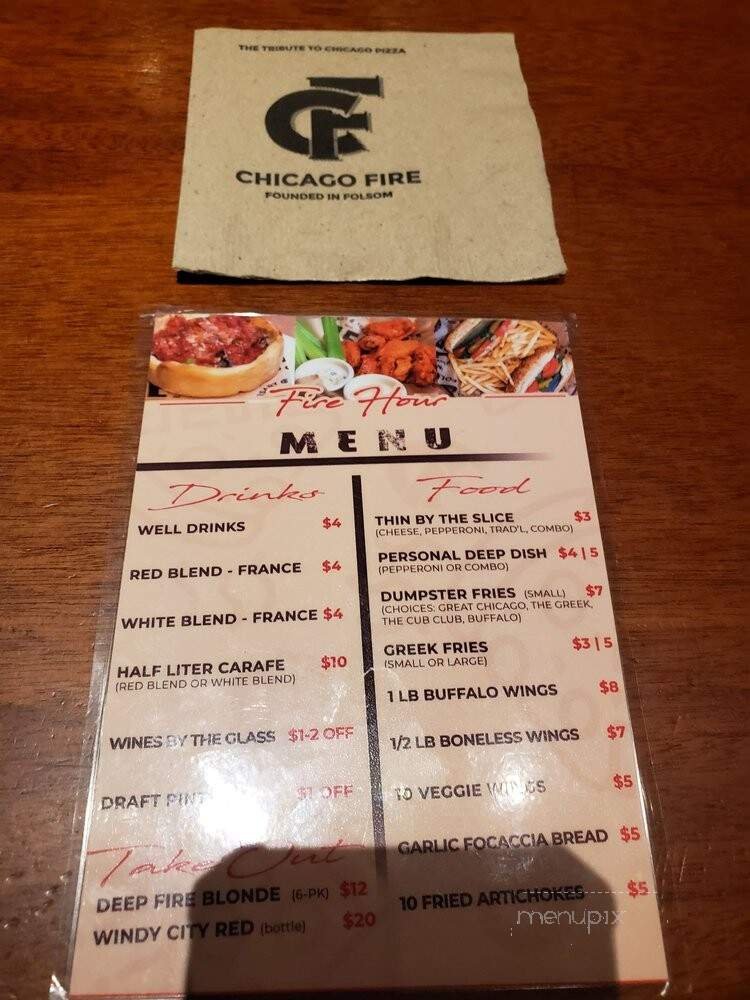 THE TRIBUTE TO CHICAGO PIZZA
CF
CHICAGO FIRE
FOUNDED IN FOLSOM
Fire Hour
MENU
Drinks
WELL DRINKS $4
RED BLEND - FRANCE $4
WHITE BLEND - FRANCE $4
HALF LITER CARAFE $10
(RED BLEND OR WHITE BLEND)
WINES BY THE GLASS $1-2 OFF
DRAFT PINT $1 OFF
Take Out
DEEP FIRE BLONDE (6-PK) $12
WINDY CITY RED (bottle) $20
Food
THIN BY THE SLICE $3
(CHEESE, PEPPERONI, TRAD'L, COMBO)
PERSONAL DEEP DISH $4 | 5
(PEPPERONI OR COMBO)
DUMPSTER FRIES (SMALL) $7
(CHOICES: GREAT CHICAGO, THE GREEK,
THE CUB CLUB, BUFFALO)
GREEK FRIES $3 | 5
(SMALL OR LARGE)
1 LB BUFFALO WINGS $8
1/2 LB BONELESS WINGS $7
10 VEGGIE WINGS $5
GARLIC FOCACCIA BREAD $5
10 FRIED ARTICHOKES $5
menupix